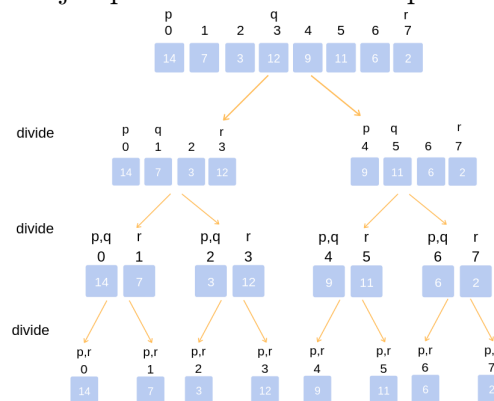 p q r
0 1 2 3 4 5 6 7
14 7 3 12 9 11 6 2
divide
p q r
0 1 2 3
14 7 3 12
p q r
4 5 6 7
9 11 6 2
divide
p,q r
0 1
14 7
p,q r
2 3
3 12
p,q r
4 5
9 11
p,q r
6 7
6 2
divide
p,r p,r p,r p,r p,r p,r p,r p,
0 1 2 3 4 5 6 7
14 7 3 12 9 11 6 2